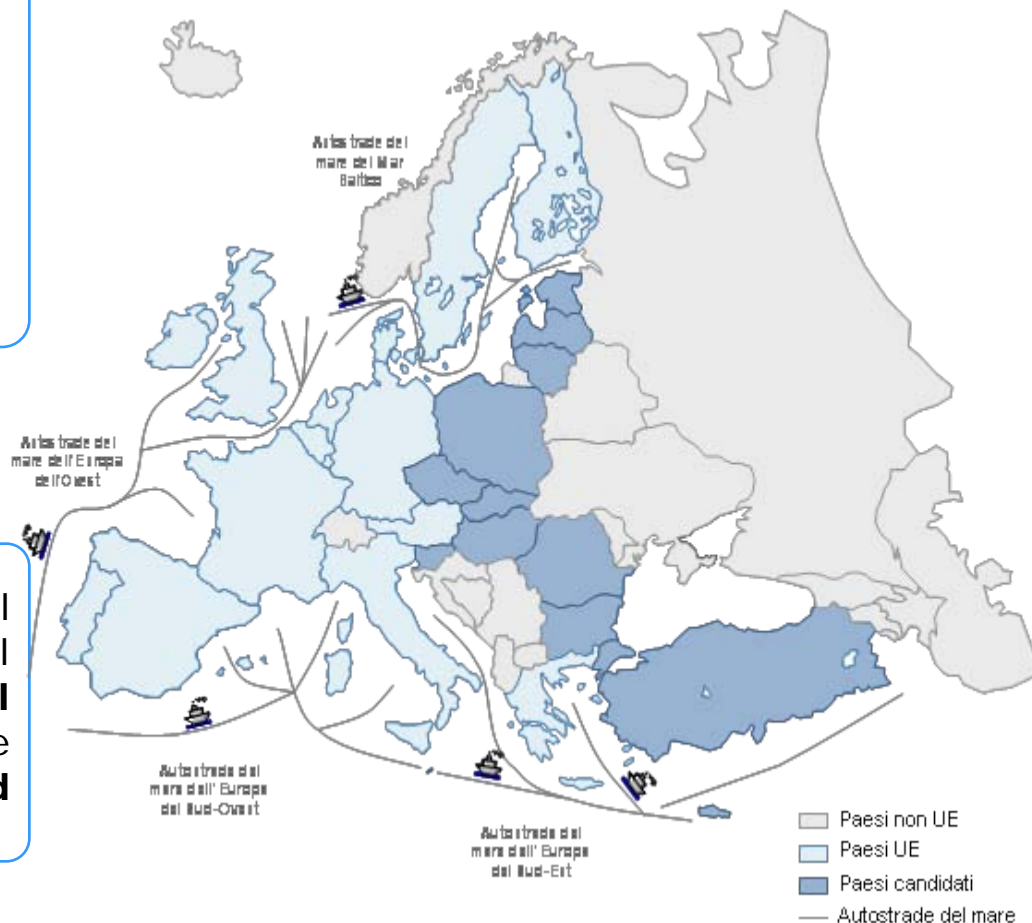 Autostrade del
mare del Mar
Baltico
Autostrade del
mare dell'Europa
dell'Ovest
l
l
l
e
d
Autostrade del
mare dell'Europa
del Sud-Ovest
Autostrade del
mare dell'Europa
del Sud-Est
Paesi non UE
Paesi UE
Paesi candidati
Autostrade del mare